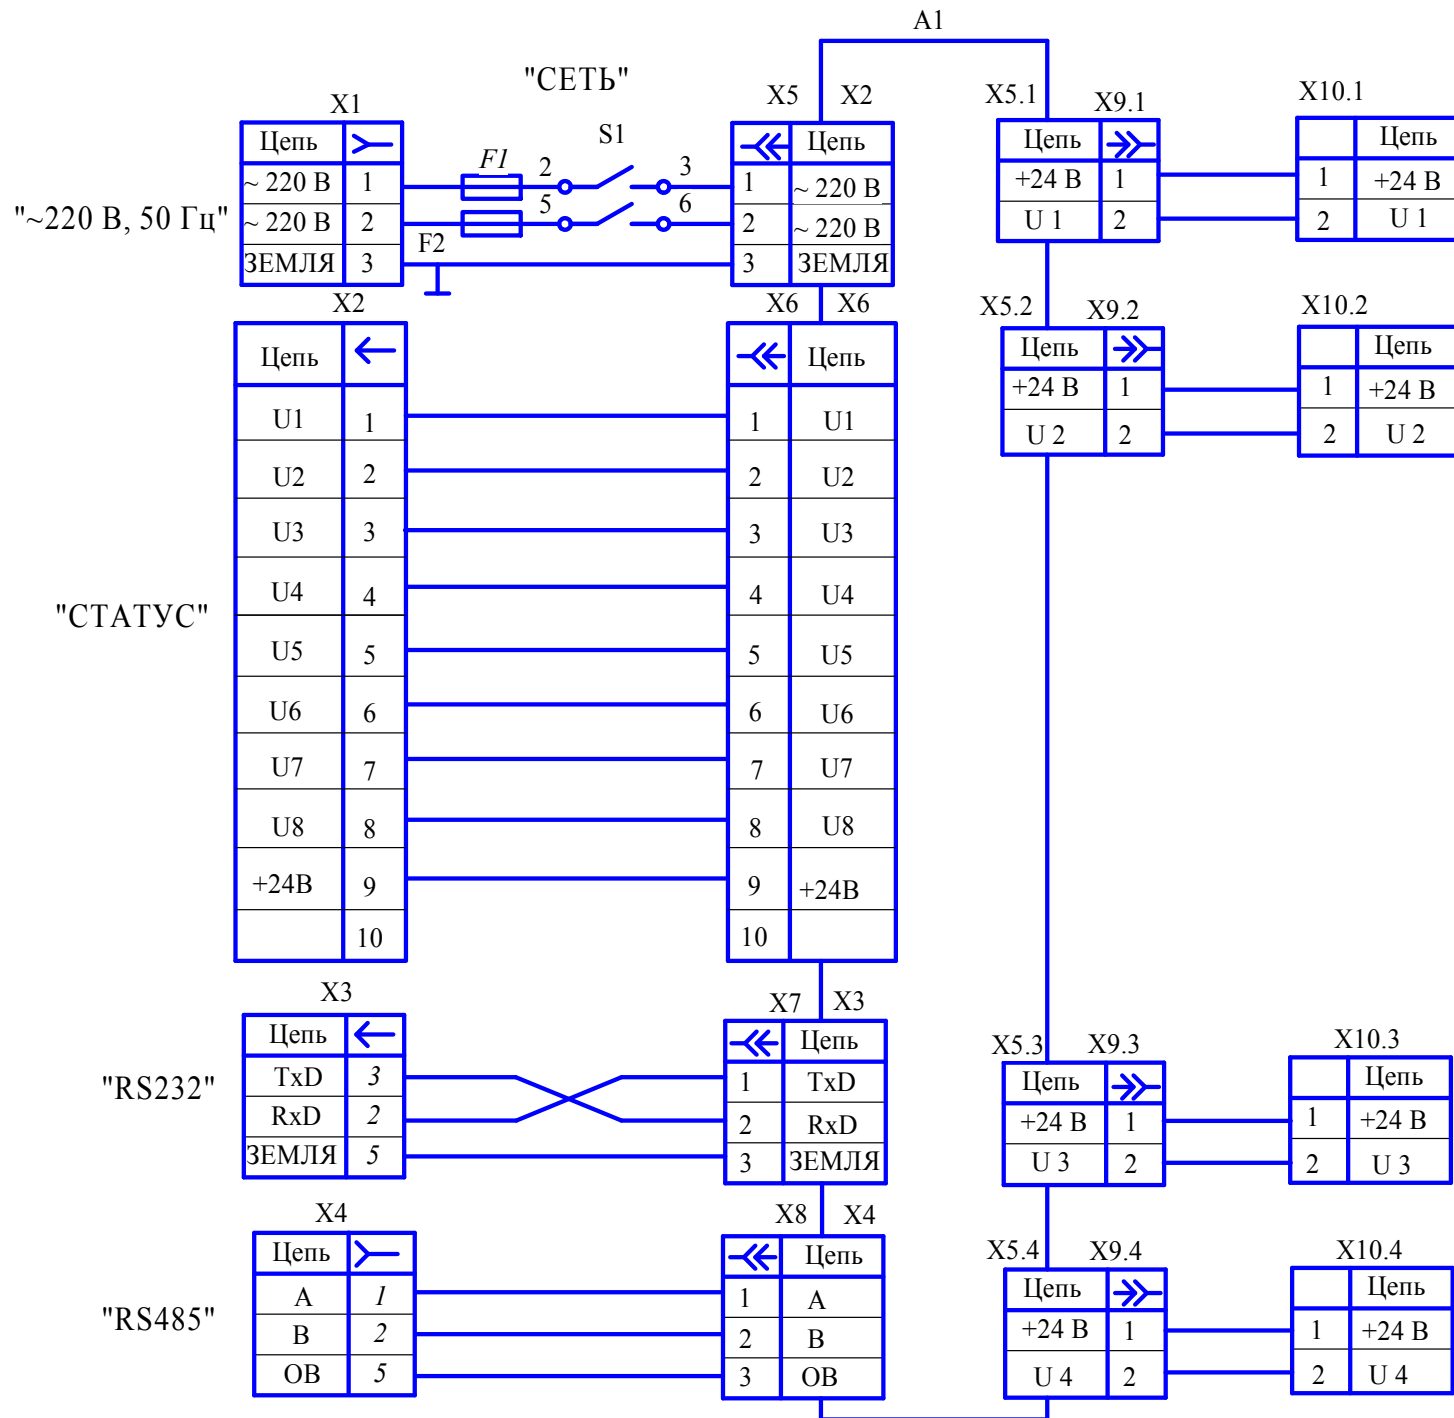 A1
"СЕТЬ"
X1
Цепь
~ 220 В 1
~ 220 В 2
ЗЕМЛЯ 3
"~220 В, 50 Гц"
F1
F2
S1
2 3
5 6
X5 X2
Цепь
1 ~ 220 В
2 ~ 220 В
3 ЗЕМЛЯ
X5.1 X9.1
Цепь
+24 В 1
U 1 2
X10.1
Цепь
1 +24 В
2 U 1
X2
Цепь
U1 1
U2 2
U3 3
U4 4
U5 5
U6 6
U7 7
U8 8
+24В 9
10
"СТАТУС"
X6 X6
Цепь
1 U1
2 U2
3 U3
4 U4
5 U5
6 U6
7 U7
8 U8
9 +24В
10
X5.2 X9.2
Цепь
+24 В 1
U 2 2
X10.2
Цепь
1 +24 В
2 U 2
X3
Цепь
TxD 3
RxD 2
ЗЕМЛЯ 5
"RS232"
X7 X3
Цепь
1 TxD
2 RxD
3 ЗЕМЛЯ
X5.3 X9.3
Цепь
+24 В 1
U 3 2
X10.3
Цепь
1 +24 В
2 U 3
X4
Цепь
A 1
B 2
ОВ 5
"RS485"
X8 X4
Цепь
1 A
2 B
3 ОВ
X5.4 X9.4
Цепь
+24 В 1
U 4 2
X10.4
Цепь
1 +24 В
2 U 4